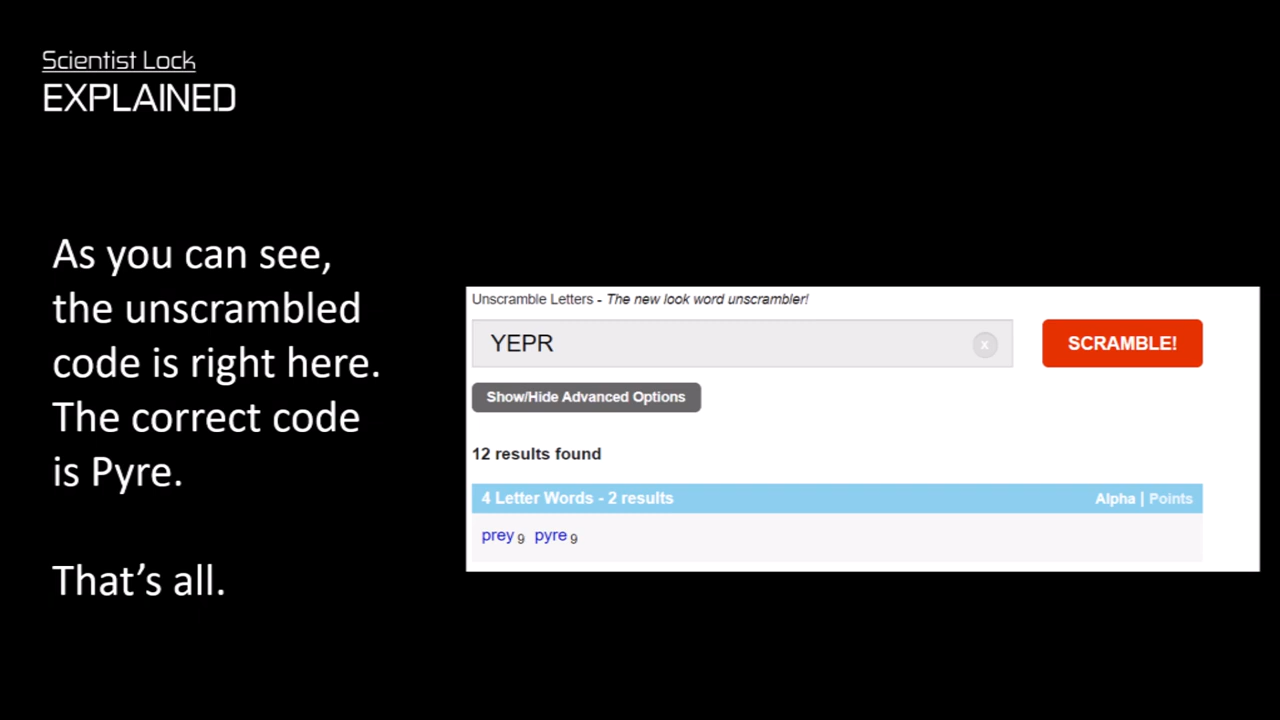 Scientist Lock
EXPLAINED
As you can see,
the unscrambled
code is right here.
The correct code
is Pyre.
That's all.
Unscramble Letters - The new look word unscrambler!
YEPR
x
SCRAMBLE!
Show/Hide Advanced Options
12 results found
4 Letter Words - 2 results
Alpha | Points
prey 9 pyre 9